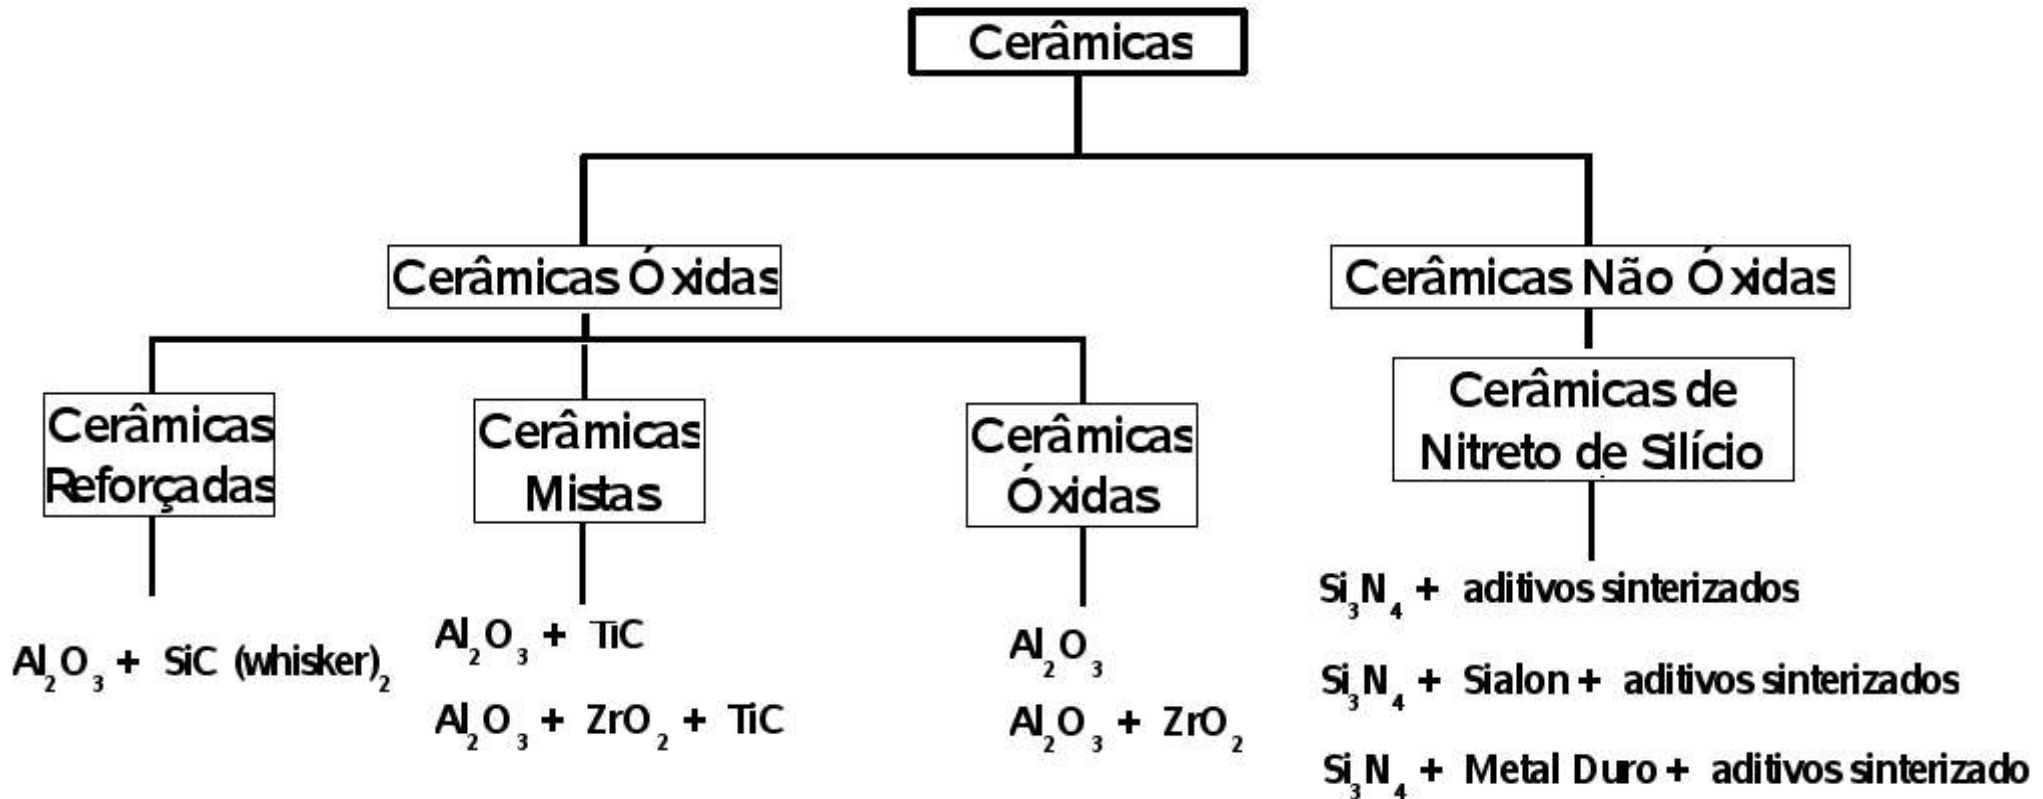 Cerâmicas
Cerâmicas Óxidas
Cerâmicas Não Óxidas
Cerâmicas
Reforçadas
Al₂O₃ + SiC (whisker)₂
Cerâmicas
Mistas
Al₂O₃ + TiC
Al₂O₃ + ZrO₂ + TiC
Cerâmicas
Óxidas
Al₂O₃
Al₂O₃ + ZrO₂
Cerâmicas de
Nitreto de Silício
Si₃N₄ + aditivos sinterizados
Si₃N₄ + Sialon + aditivos sinterizados
Si₃N₄ + Metal Duro + aditivos sinterizado